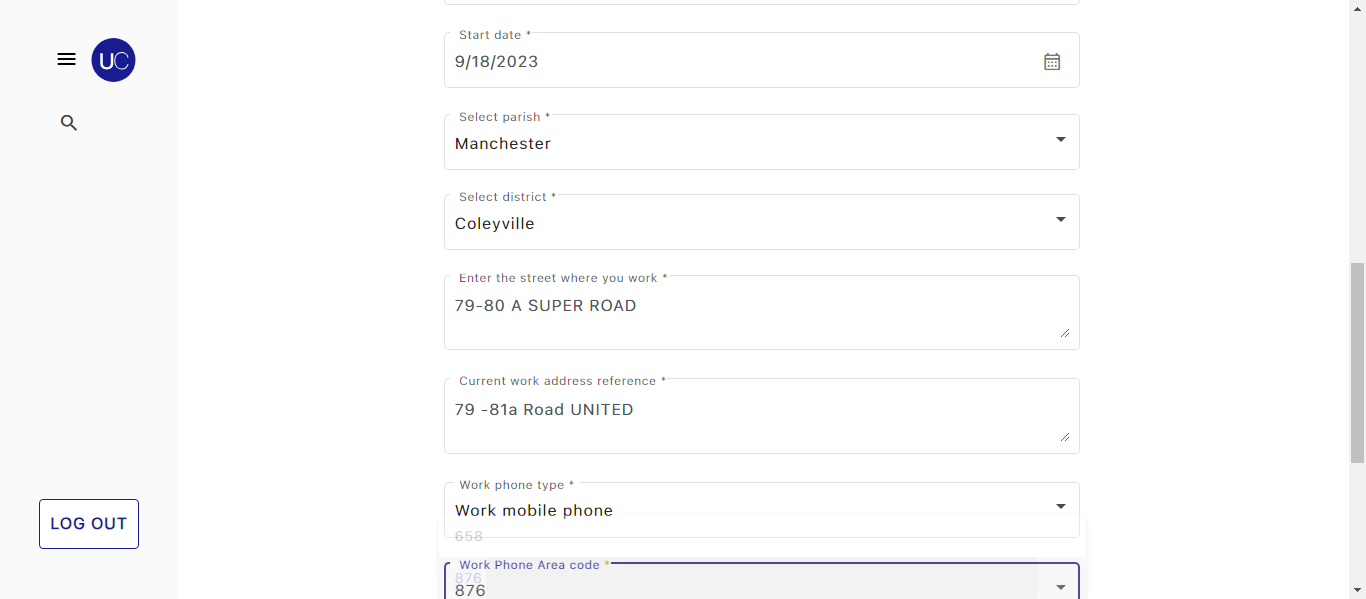 UC
Start date *
9/18/2023
Select parish *
Manchester
Select district *
Coleyville
Enter the street where you work *
79-80 A SUPER ROAD
Current work address reference *
79 -81a Road UNITED
Work phone type *
Work mobile phone
658
Work Phone Area code *
876
876
LOG OUT